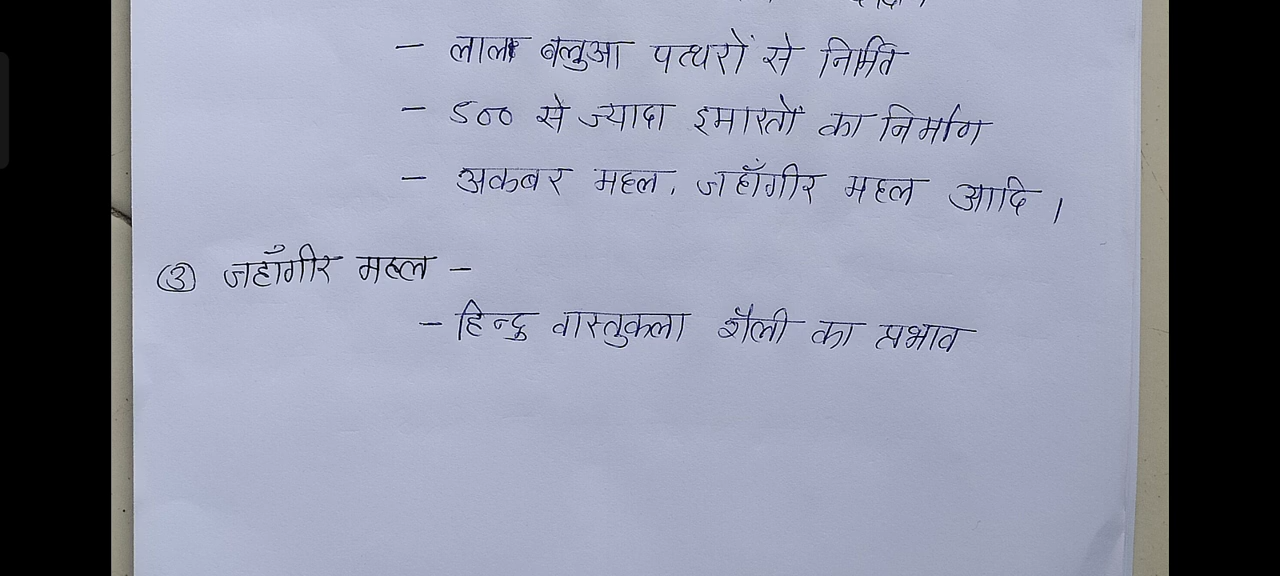 - लाल बलुआ पत्थरों से निर्मित
- 500 से ज्यादा इमारतों का निर्माण
- अकबर महल, जहाँगीर महल आदि।
③ जहाँगीर महल -
- हिन्दु वास्तुकला शैली का प्रभाव